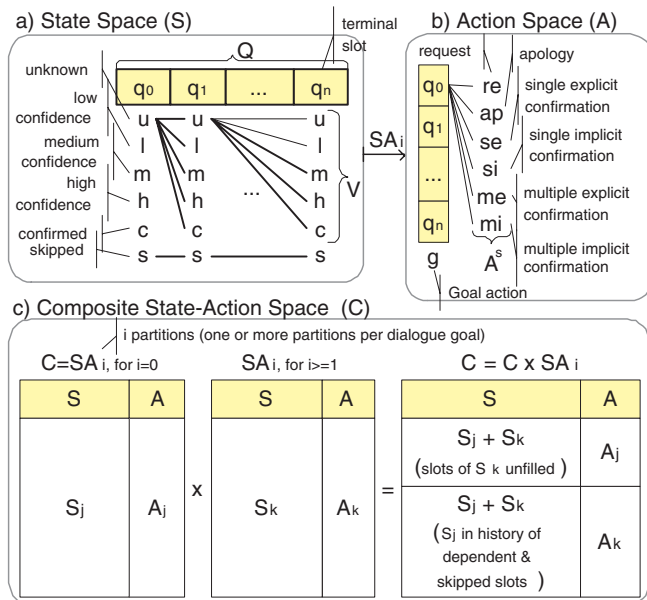 a) State Space (S)
terminal
slot
Q
unknown
q0 q1 ... qn
low
confidence
medium
confidence
high
confidence
confirmed
skipped
u u u
l l l
m m m
h h h
...
c c c
s s s
V
SA i
b) Action Space (A)
request
apology
q0
q1
...
qn
g
re
ap
se
si
me
mi
A s
single explicit
confirmation
single implicit
confirmation
multiple explicit
confirmation
multiple implicit
confirmation
Goal action
c) Composite State-Action Space (C)
i partitions (one or more partitions per dialogue goal)
C=SA i, for i=0
SA i, for i>=1
C = C x SA i
S A
S A
S A
Sj Aj
x
Sk Ak
=
Sj + Sk
(slots of S k unfilled)
Aj
Sj + Sk
(Sj in history of
dependent &
skipped slots)
Ak